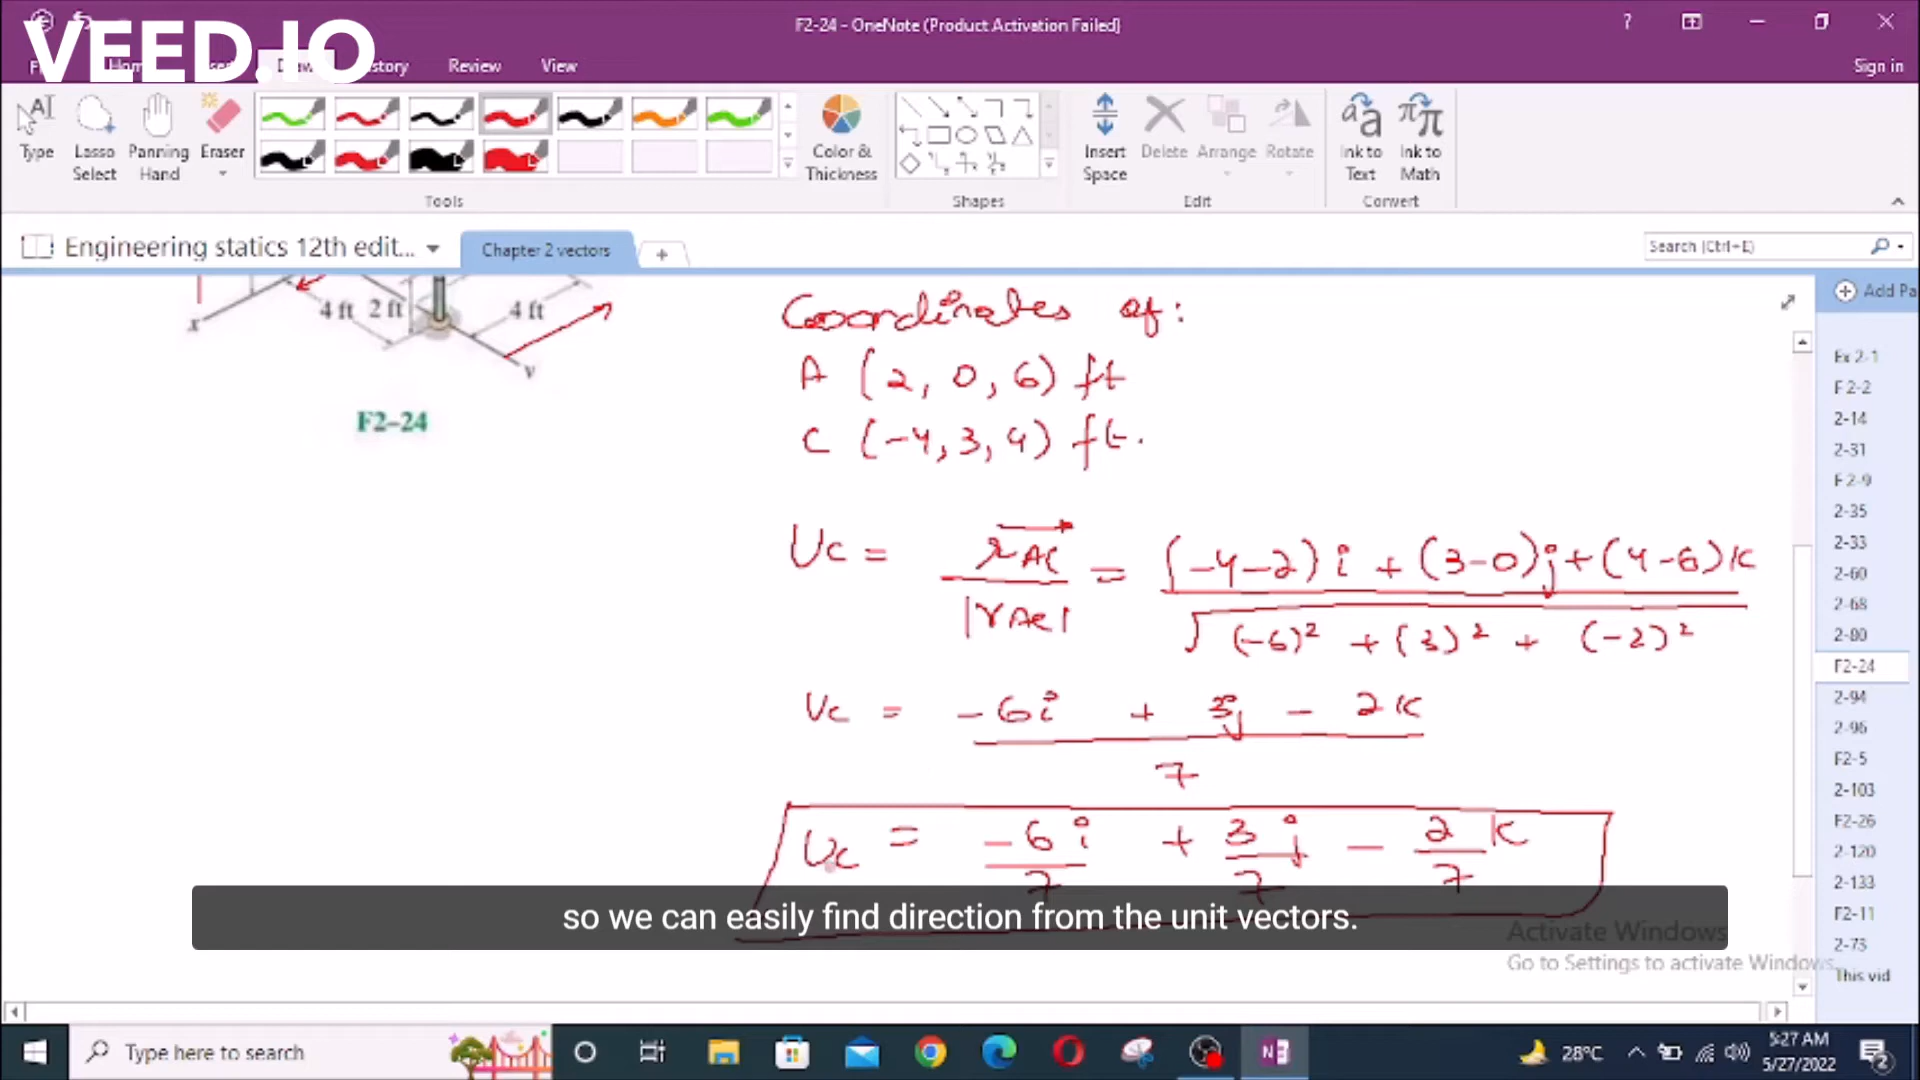 F2-24 - OneNote (Product Activation Failed)
?
VEED.IO
Review
View
Sign in
Type
Lasso Select
Panning Hand
Eraser
Color & Thickness
Insert Space
Delete
Arrange
Rotate
Ink to Text
Ink to Math
Tools
Shapes
Edit
Convert
Engineering statics 12th edit...
Chapter 2 vectors
+
Search (Ctrl+E)
Add Pa
4 ft
2 ft
4 ft
x
F2–24
Coordinates of:
A (2, 0, 6) ft
C (-4, 3, 4) ft.
Uc = rAC / |rAC| = (-4-2)i + (3-0)j + (4-6)k / √(-6)² + (3)² + (-2)²
Uc = -6i + 3j - 2k / 7
Uc = -6/7 i + 3/7 j - 2/7 k
so we can easily find direction from the unit vectors.
Activate Windows
Go to Settings to activate Windows.
Ex 2-1
F 2-2
2-14
2-31
F 2-9
2-35
2-33
2-60
2-68
2-80
F2-24
2-94
2-96
F2-5
2-103
F2-26
2-120
2-133
F2-11
2-73
This vid
Type here to search
28°C
5:27 AM
5/27/2022
2